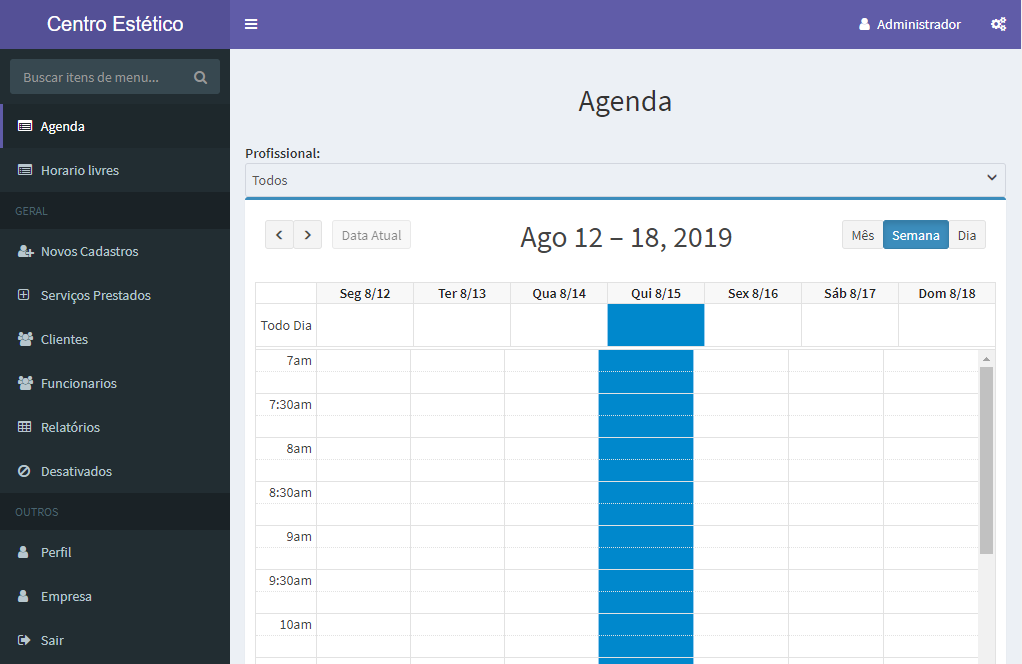 Centro Estético
Administrador
Buscar itens de menu...
Agenda
Horario livres
GERAL
Novos Cadastros
Serviços Prestados
Clientes
Funcionarios
Relatórios
Desativados
OUTROS
Perfil
Empresa
Sair
Agenda
Profissional:
Todos
Data Atual
Ago 12 – 18, 2019
Mês Semana Dia
Seg 8/12 Ter 8/13 Qua 8/14 Qui 8/15 Sex 8/16 Sáb 8/17 Dom 8/18
Todo Dia
7am
7:30am
8am
8:30am
9am
9:30am
10am